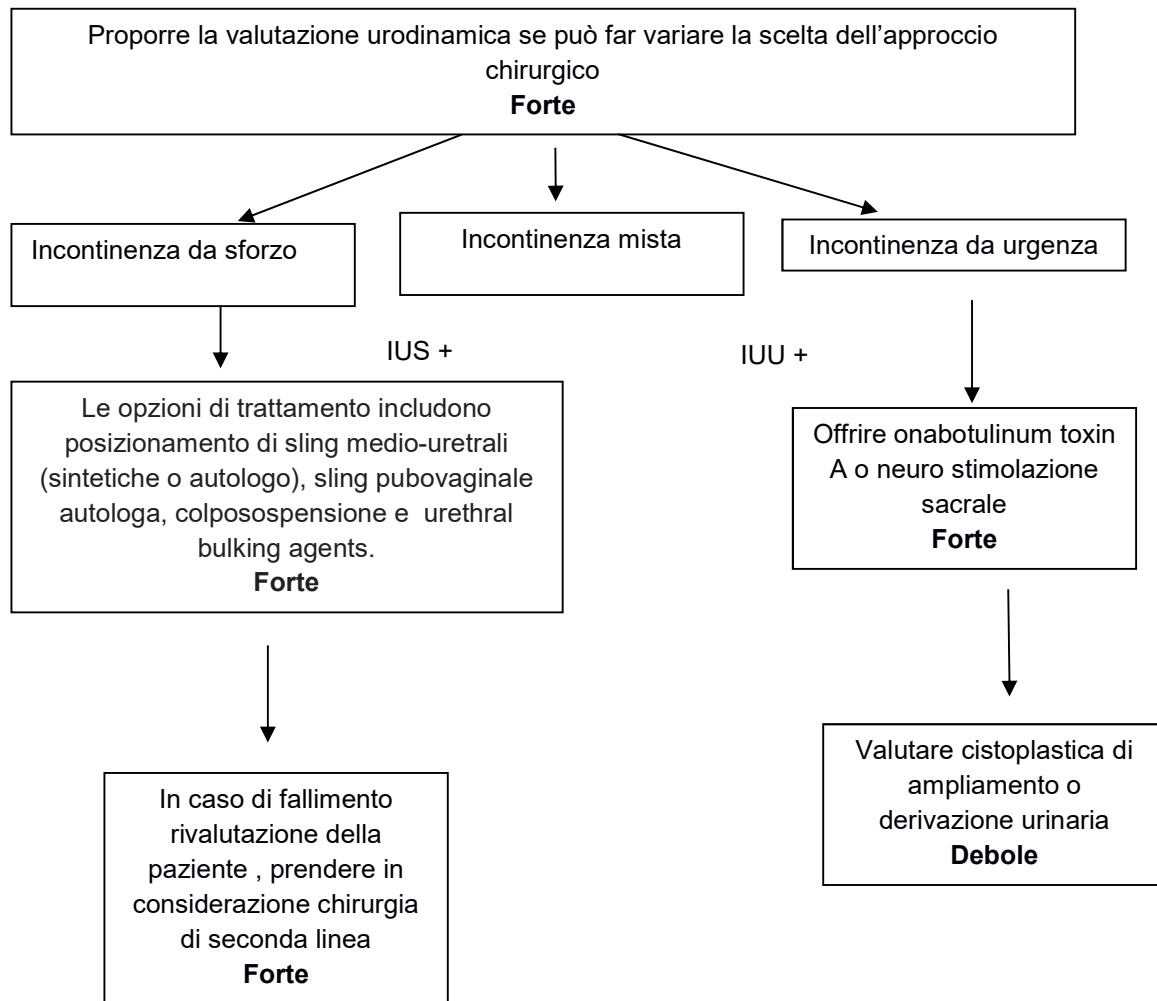 Proporre la valutazione urodinamica se può far variare la scelta dell’approccio
chirurgico
Forte
Incontinenza da sforzo
Incontinenza mista
Incontinenza da urgenza
IUS +
IUU +
Le opzioni di trattamento includono
posizionamento di sling medio-uretrali
(sintetiche o autologo), sling pubovaginale
autologa, colposospensione e urethral
bulking agents.
Forte
Offrire onabotulinum toxin
A o neuro stimolazione
sacrale
Forte
In caso di fallimento
rivalutazione della
paziente , prendere in
considerazione chirurgia
di seconda linea
Forte
Valutare cistoplastica di
ampliamento o
derivazione urinaria
Debole